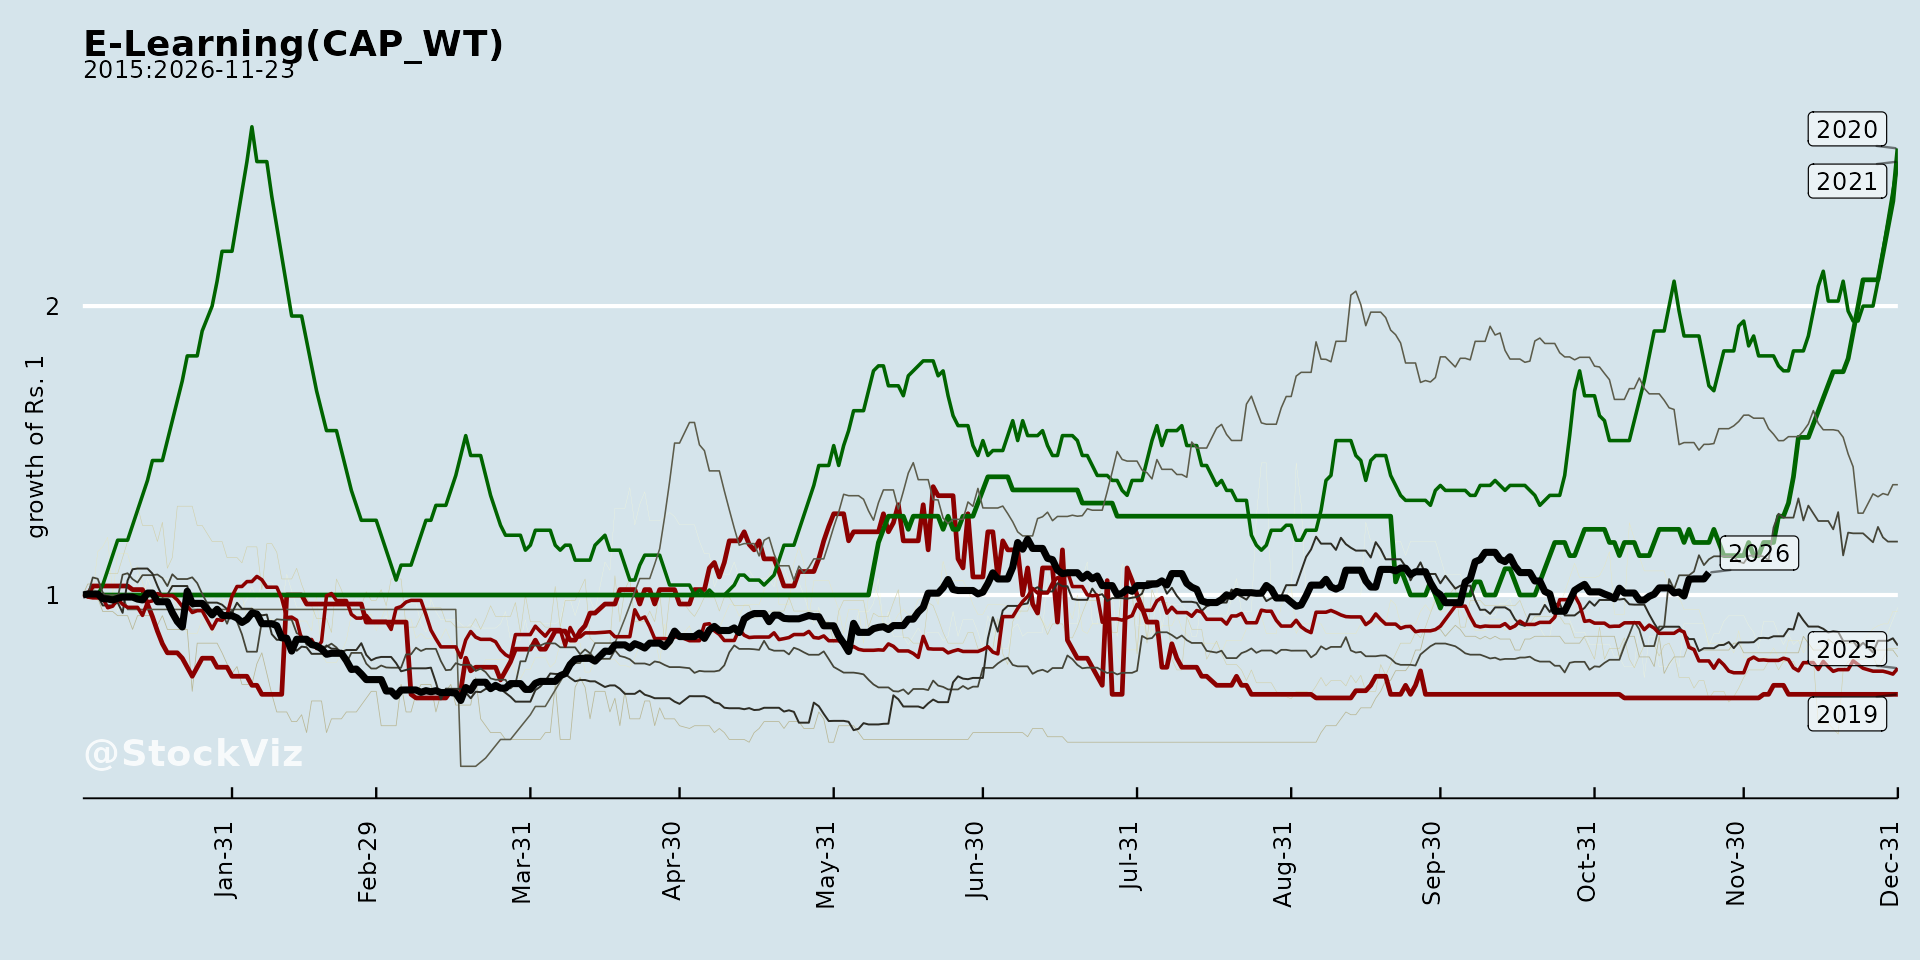 E-Learning(CAP_WT)
2015:2026-11-23
2020
2021
2
growth of Rs. 1
1
2026
2025
2019
@StockViz
Jan-31
Feb-29
Mar-31
Apr-30
May-31
Jun-30
Jul-31
Aug-31
Sep-30
Oct-31
Nov-30
Dec-31